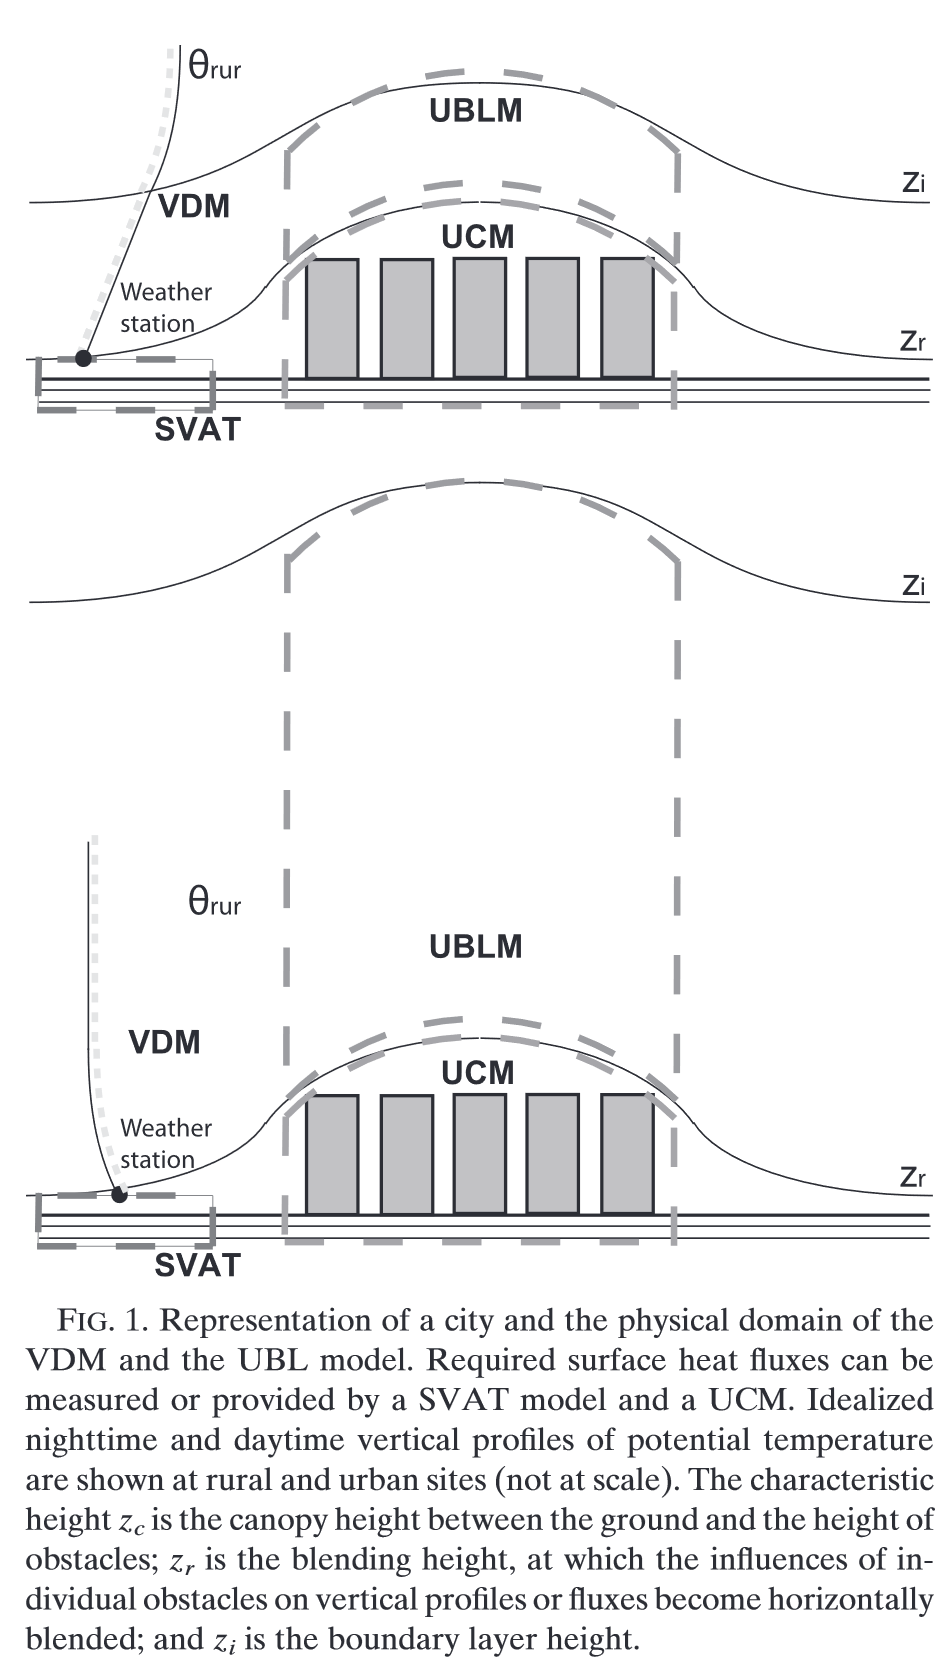 θrur
UBLM
Zi
VDM
UCM
Weather
station
Zr
SVAT
Zi
θrur
UBLM
VDM
UCM
Weather
station
Zr
SVAT
FIG. 1. Representation of a city and the physical domain of the
VDM and the UBL model. Required surface heat fluxes can be
measured or provided by a SVAT model and a UCM. Idealized
nighttime and daytime vertical profiles of potential temperature
are shown at rural and urban sites (not at scale). The characteristic
height zc is the canopy height between the ground and the height of
obstacles; zr is the blending height, at which the influences of in-
dividual obstacles on vertical profiles or fluxes become horizontally
blended; and zi is the boundary layer height.